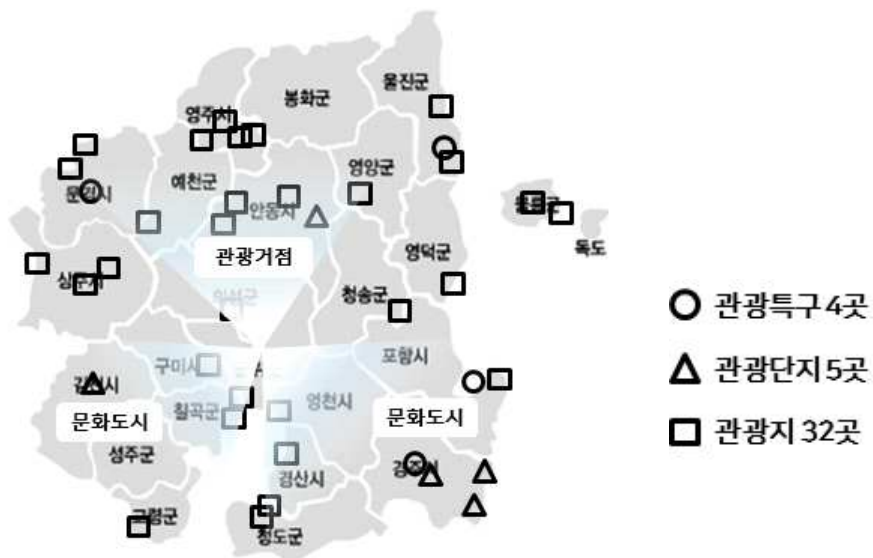 울진군
봉화군
영주시
영양군
예천군
문경시
안동시
울릉군
독도
영덕군
관광거점
상주시
의성군
청송군
관광특구 4곳
포항시
구미시
관광단지 5곳
김천시
영천시
칠곡군
문화도시
문화도시
관광지 32곳
성주군
경주시
경산시
고령군
청도군